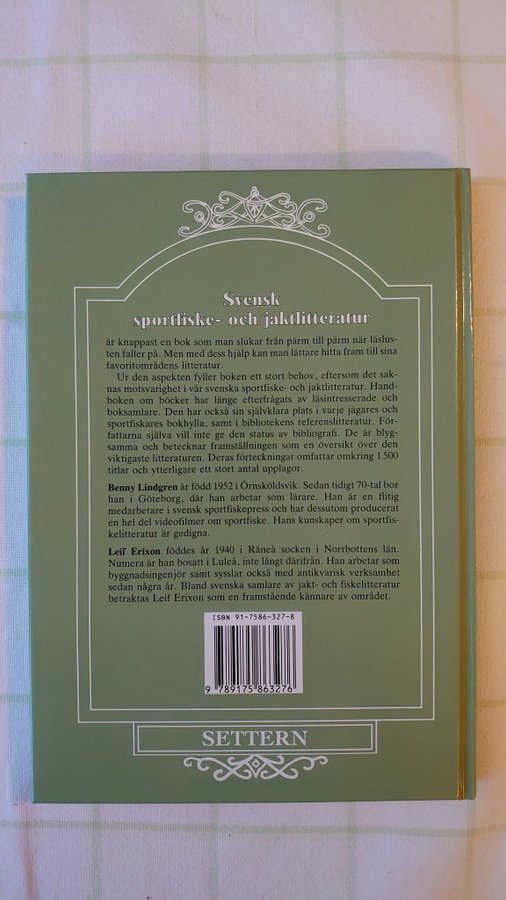 Svensk
sportfiske- och jaktlitteratur
är knappast en bok som man slukar från pärm till pärm när läslus-
ten faller på. Men med dess hjälp kan man lättare hitta fram till sina
favoritområdens litteratur.
Ur den aspekten fyller boken ett stort behov, eftersom det sak-
nas motsvarighet i vår svenska sportfiske- och jaktlitteratur. Hand-
boken om böcker har länge efterfrågats av läsintresserade och
boksamlare. Den har också sin självklara plats i varje jägares och
sportfiskares bokhylla, samt i bibliotekens referenslitteratur. För-
fattarna själva vill inte ge den status av bibliografi. De är blyg-
samma och betecknar framställningen som en översikt över den
viktigaste litteraturen. Deras förteckningar omfattar omkring 1 500
titlar och ytterligare ett stort antal upplagor.
Benny Lindgren är född 1952 i Örnsköldsvik. Sedan tidigt 70-tal bor
han i Göteborg, där han arbetar som lärare. Han är en flitig
medarbetare i svensk sportfiskepress och har dessutom producerat
en hel del videofilmer om sportfiske. Hans kunskaper om sportfis-
kelitteratur är gedigna.
Leif Erixon föddes år 1940 i Råneå socken i Norrbottens län.
Numera är han bosatt i Luleå, inte långt därifrån. Han arbetar som
byggnadsingenjör samt sysslar också med antikvarisk verksamhet
sedan några år. Bland svenska samlare av jakt- och fiskelitteratur
betraktas Leif Erixon som en framstående kännare av området.
ISBN 91-7586-327-8
9 789175 863276
SETTERN